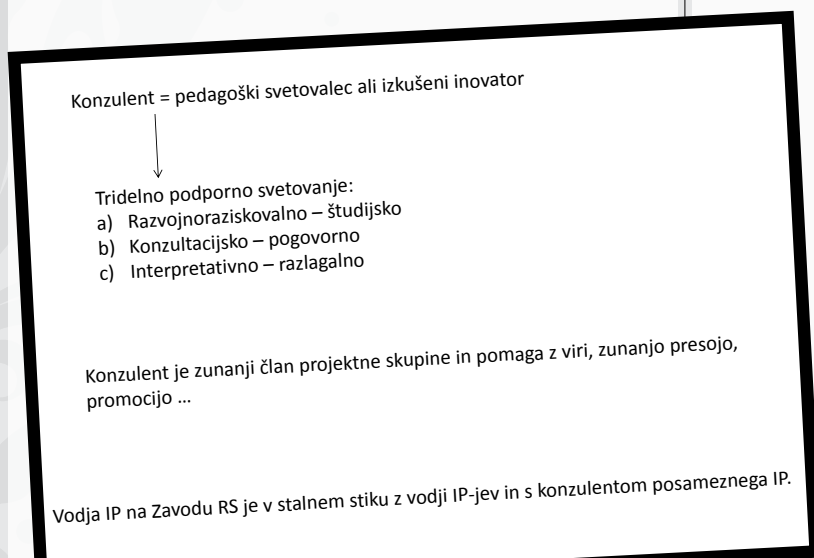 Konzulent = pedagoški svetovalec ali izkušeni inovator
Tridelno podporno svetovanje:
a) Razvojnoraziskovalno – študijsko
b) Konzultacijsko – pogovorno
c) Interpretativno – razlagalno
Konzulent je zunanji član projektne skupine in pomaga z viri, zunanjo presojo,
promocijo ...
Vodja IP na Zavodu RS je v stalnem stiku z vodji IP-jev in s konzulentom posameznega IP.